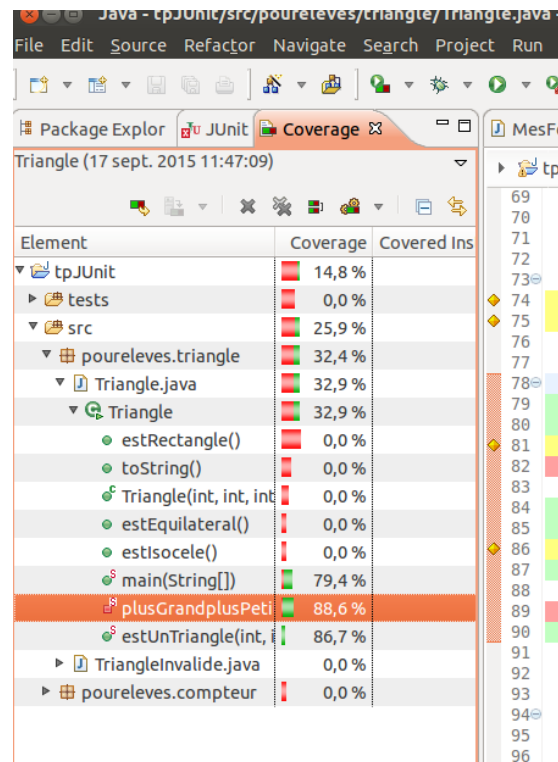 Java - tpJUnit/src/poureleves/triangle/Triangle.java
File Edit Source Refactor Navigate Search Project Run
Package Explor JUnit Coverage
Triangle (17 sept. 2015 11:47:09)
Element Coverage Covered Ins
tpJUnit 14,8 %
tests 0,0 %
src 25,9 %
poureleves.triangle 32,4 %
Triangle.java 32,9 %
Triangle 32,9 %
estRectangle() 0,0 %
toString() 0,0 %
Triangle(int, int, int 0,0 %
estEquilateral() 0,0 %
estIsocele() 0,0 %
main(String[]) 79,4 %
plusGrandplusPeti 88,6 %
estUnTriangle(int, i 86,7 %
TriangleInvalide.java 0,0 %
poureleves.compteur 0,0 %
MesFo
tp
69
70
71
72
73
74
75
76
77
78
79
80
81
82
83
84
85
86
87
88
89
90
91
92
93
94
95
96